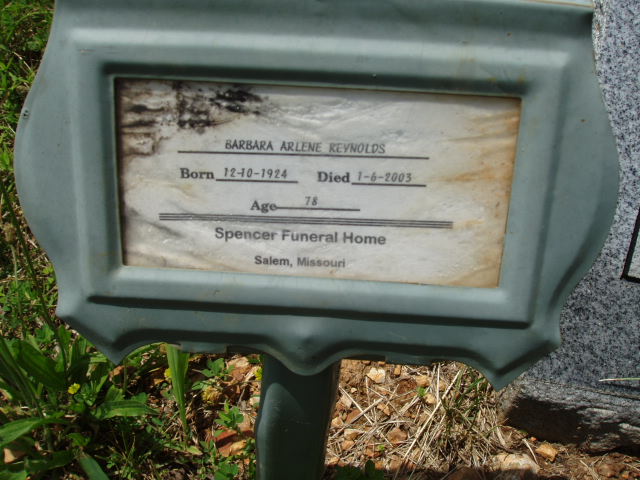 BARBARA ARLENE REYNOLDS
Born 12-10-1924 Died 1-6-2003
Age 78
Spencer Funeral Home
Salem, Missouri